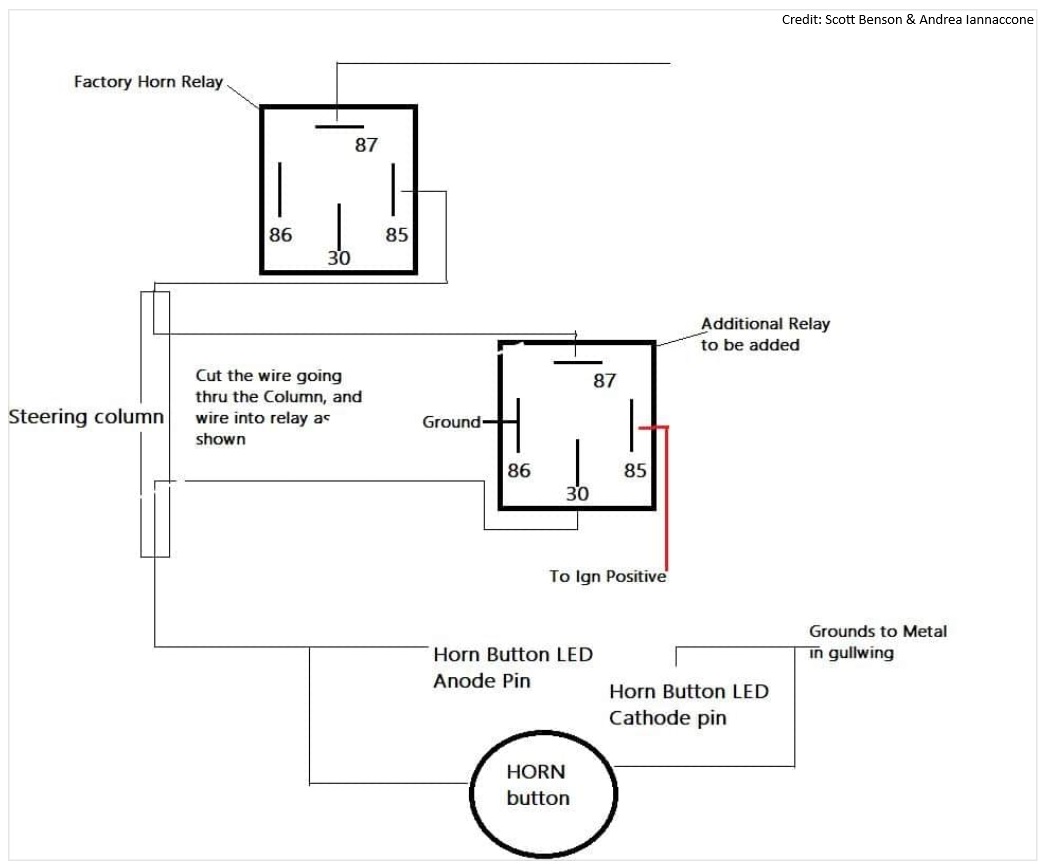 Credit: Scott Benson & Andrea Iannaccone
Factory Horn Relay
87
86
85
30
Additional Relay
to be added
Cut the wire going
thru the Column, and
wire into relay as
shown
Steering column
87
Ground
86
85
30
To Ign Positive
Grounds to Metal
in gullwing
Horn Button LED
Anode Pin
Horn Button LED
Cathode pin
HORN
button